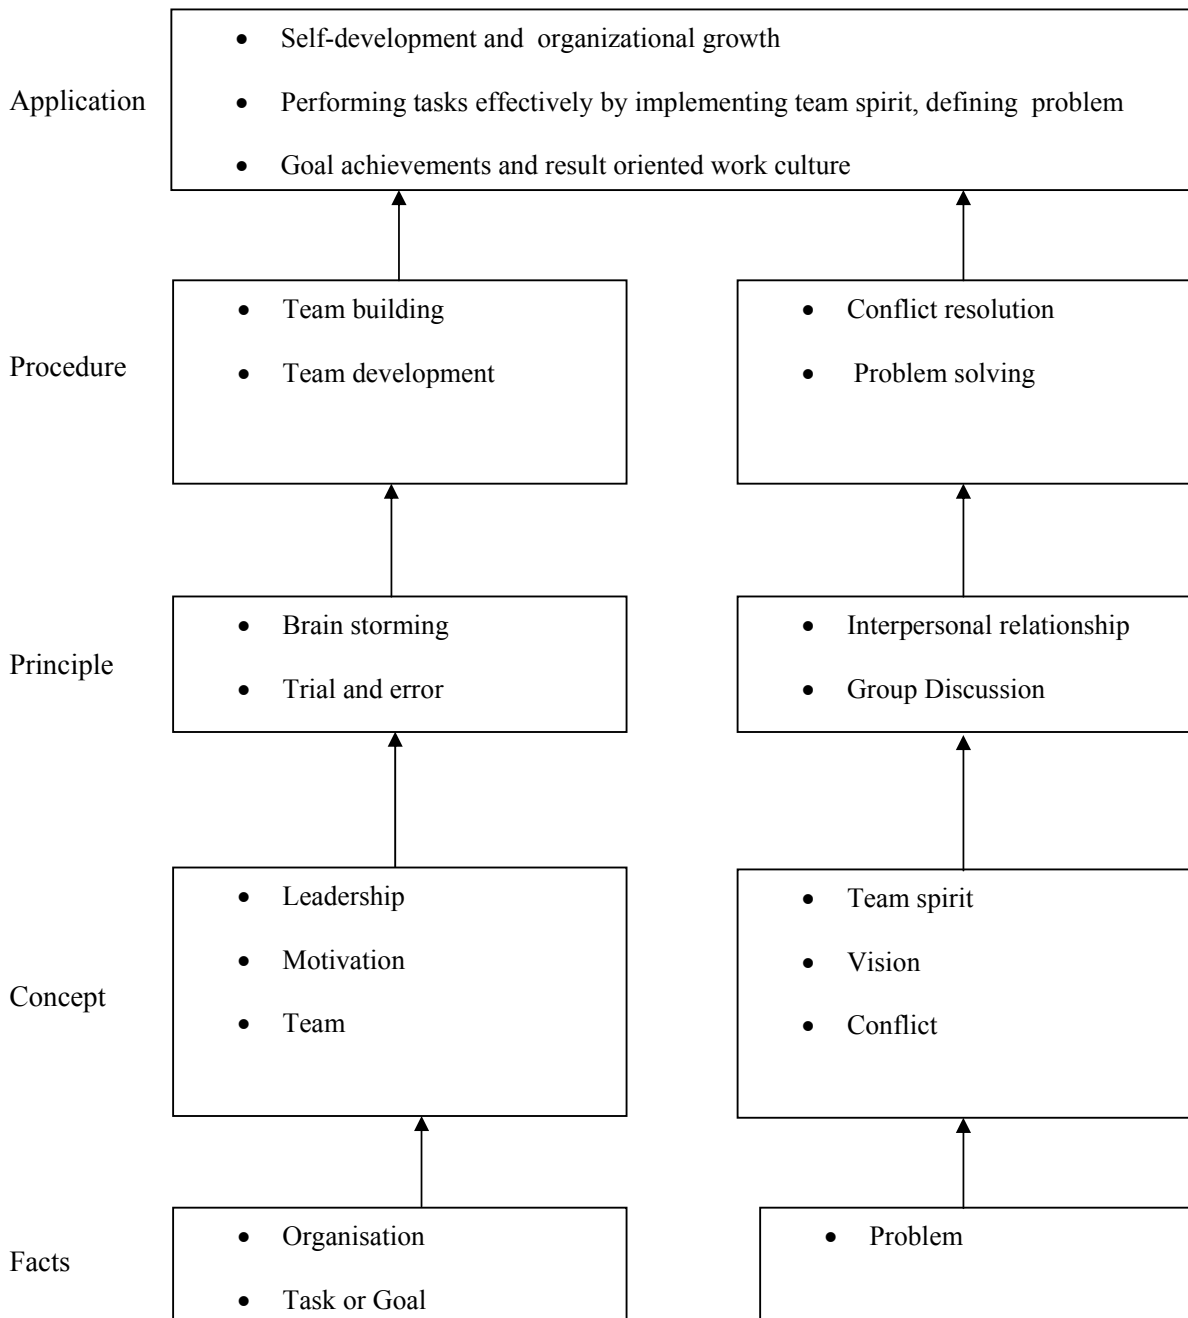 • Self-development and organizational growth
Application
• Performing tasks effectively by implementing team spirit, defining problem
• Goal achievements and result oriented work culture
Procedure
• Team building
• Team development
• Conflict resolution
• Problem solving
Principle
• Brain storming
• Trial and error
• Interpersonal relationship
• Group Discussion
Concept
• Leadership
• Motivation
• Team
• Team spirit
• Vision
• Conflict
Facts
• Organisation
• Task or Goal
• Problem